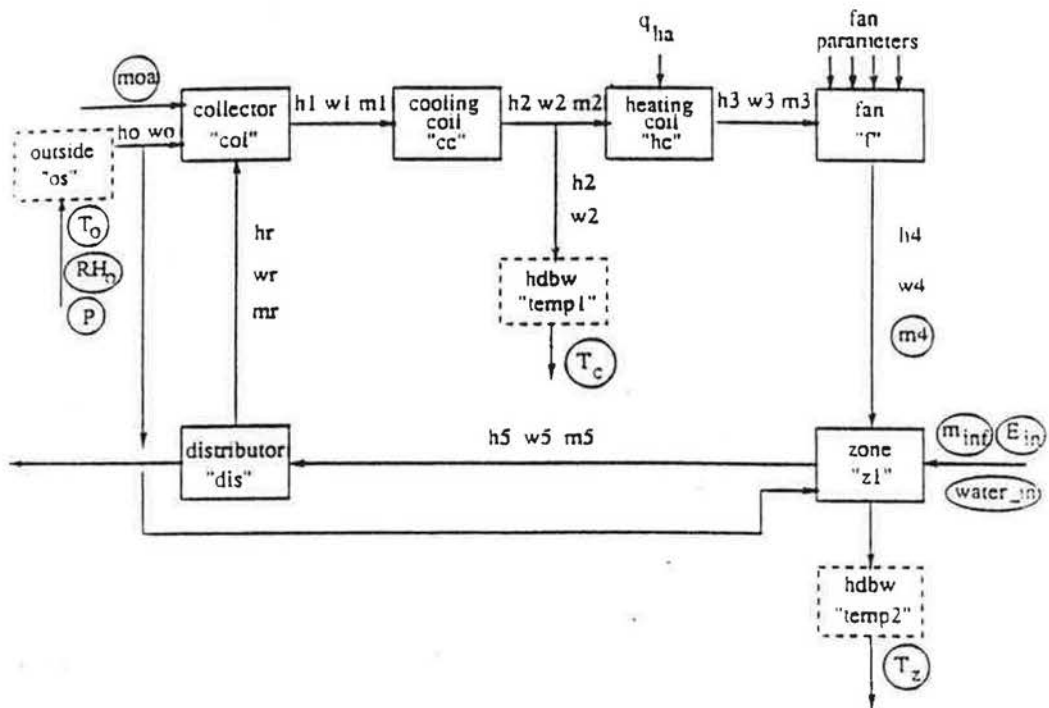 q_ha
fan
parameters
moa
collector
"col"
h1 w1 m1
cooling
coil
"cc"
h2 w2 m2
heating
coil
"hc"
h3 w3 m3
fan
"f"
ho wo
outside
"os"
T_o
RH_o
P
hr
wr
mr
h2
w2
hdbw
"temp1"
T_c
h4
w4
m4
distributor
"dis"
h5 w5 m5
zone
"z1"
m_inf
E_in
water_in
hdbw
"temp2"
T_z